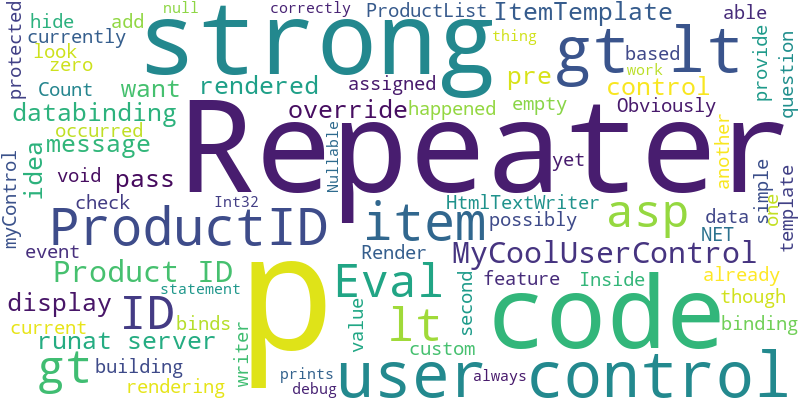 null
hide
add
currently
look
zero
protected
Count
want
databinding
occurred
message
idea
void
pass
myControl
check
event
Int32
Product ID
ProductID
display
statement
ID
current
runat server
binds
gt
building
rendering
writer
prints
debug
strong
correctly
ProductList
ItemTemplate
able
thing
gt
lt
based
work
provide
question
rendered
assigned
pre
control
override
happened
empty
Obviously
another
Nullable
Repeater
yet
simple
one
template
item
HtmlTextWriter
possibly
asp
data
NET
Render
MyCoolUserControl
p
Eval
second
feature
Inside
already
though
value
lt
code
binding
custom
always
user control